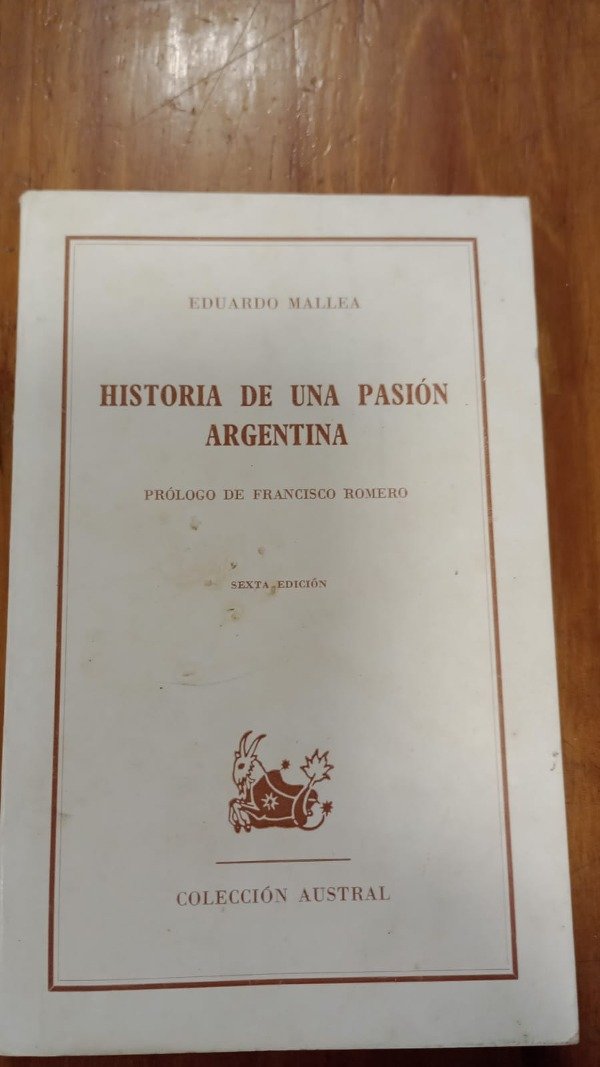 EDUARDO MALLEA
HISTORIA DE UNA PASIÓN
ARGENTINA
PRÓLOGO DE FRANCISCO ROMERO
SEXTA EDICIÓN
COLECCIÓN AUSTRAL